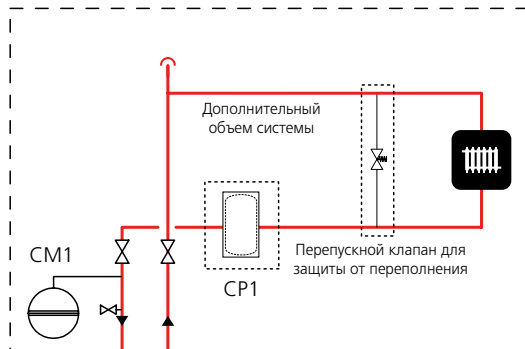 Дополнительный
объем системы
Перепускной клапан для
защиты от переполнения
CM1
CP1